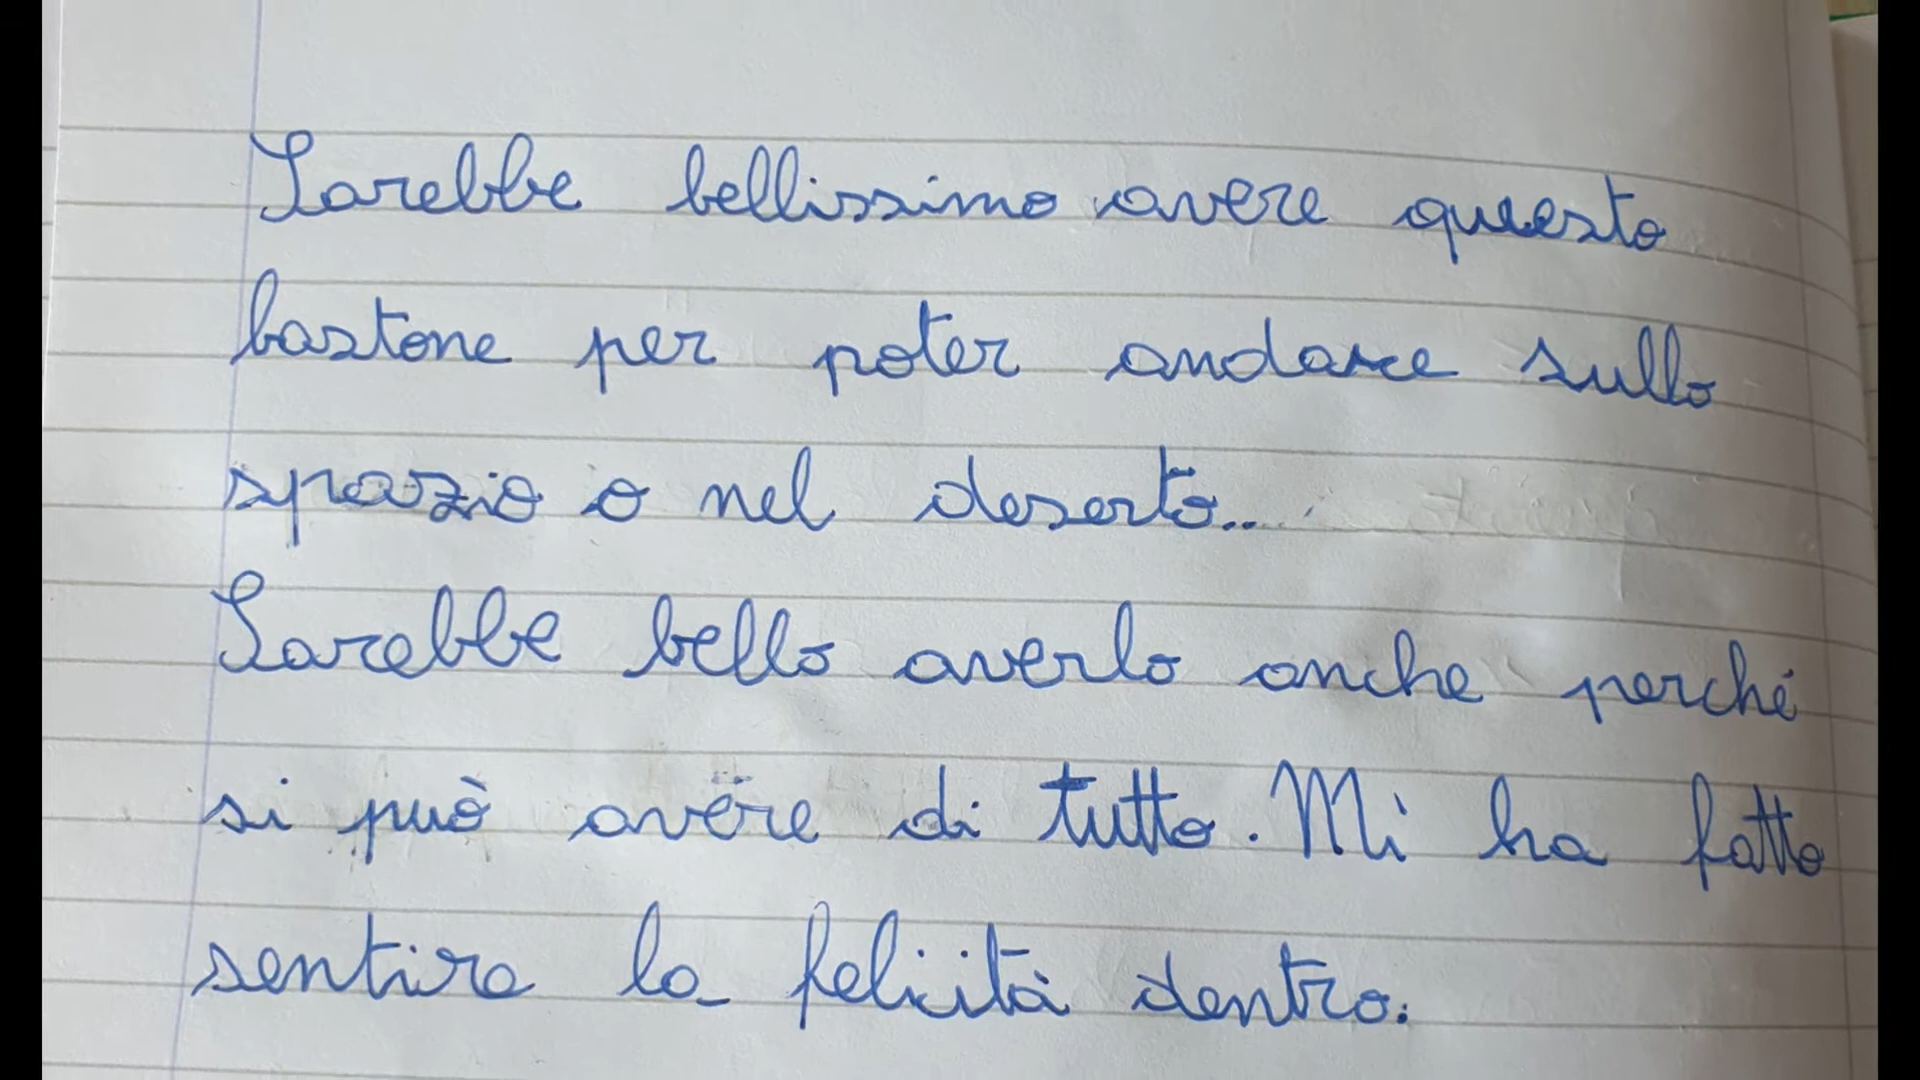 Sarebbe bellissimo avere questo
bastone per poter andare sullo
spazio o nel deserto..
Sarebbe bello averlo anche perché
si può avere di tutto. Mi ha fatto
sentire la felicità dentro.